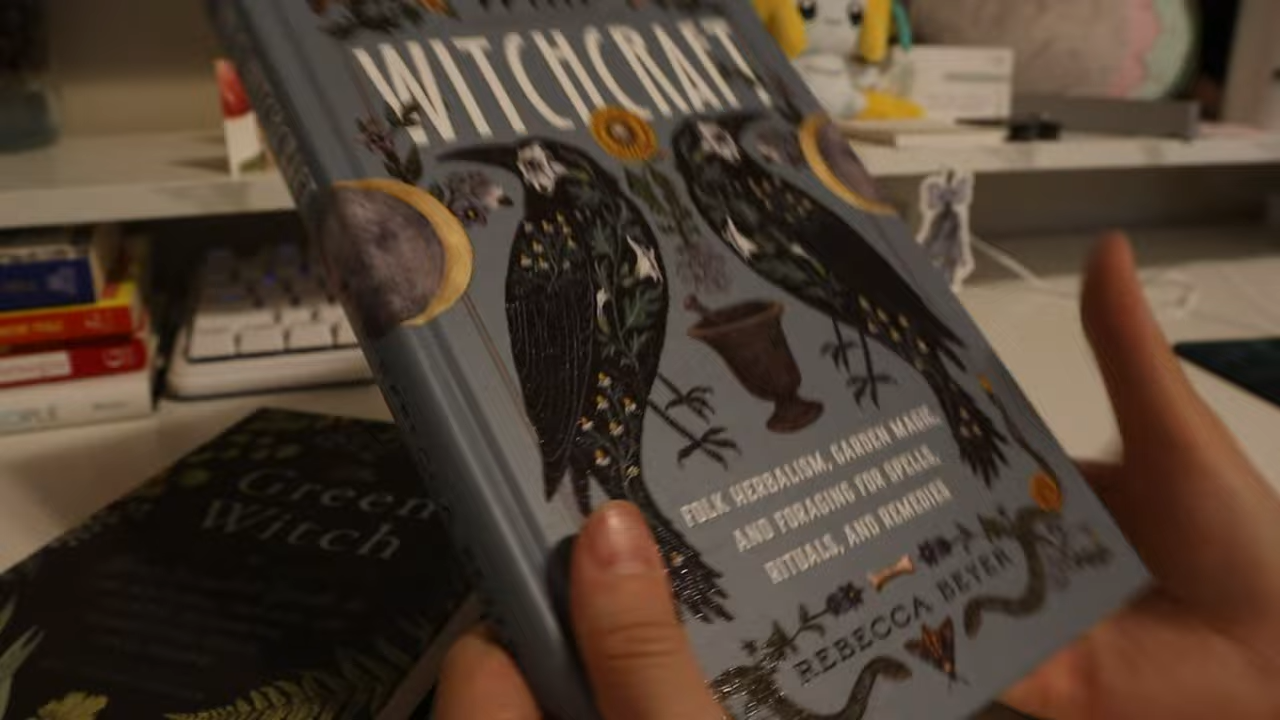 WITCHCRAFT
FOLK HERBALISM, GARDEN MAGIC,
AND FORAGING FOR SPELLS,
RITUALS, AND REMEDIES
REBECCA BEYER
Green
Witch